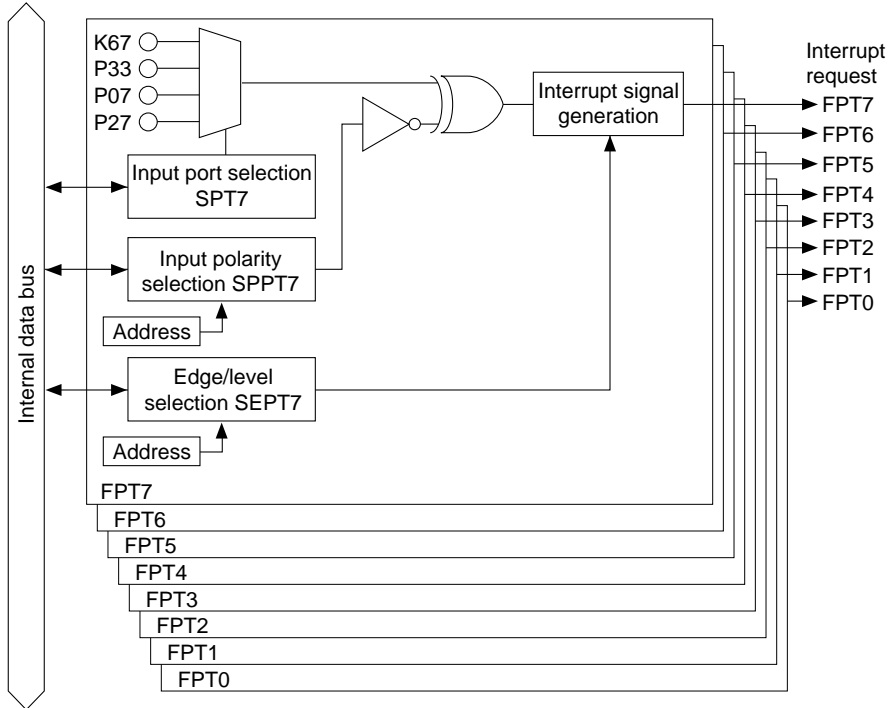 K67
P33
P07
P27
Input port selection
SPT7
Input polarity
selection SPPT7
Address
Edge/level
selection SEPT7
Address
Interrupt signal
generation
Internal data bus
FPT7
FPT6
FPT5
FPT4
FPT3
FPT2
FPT1
FPT0
Interrupt
request
FPT7
FPT6
FPT5
FPT4
FPT3
FPT2
FPT1
FPT0